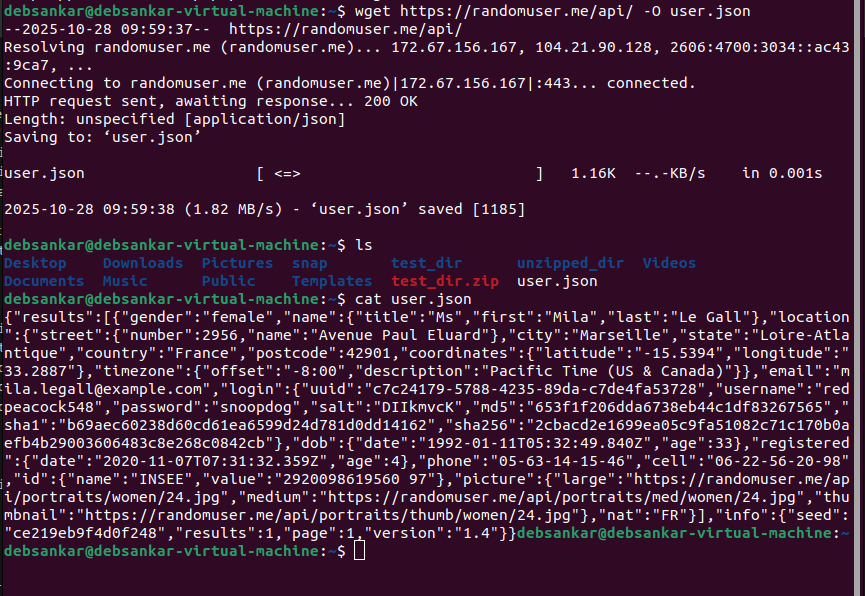 debsankar@debsankar-virtual-machine:~$ wget https://randomuser.me/api/ -O user.json
--2025-10-28 09:59:37--  https://randomuser.me/api/
Resolving randomuser.me (randomuser.me)... 172.67.156.167, 104.21.90.128, 2606:4700:3034::ac43
:9ca7, ...
Connecting to randomuser.me (randomuser.me)|172.67.156.167|:443... connected.
HTTP request sent, awaiting response... 200 OK
Length: unspecified [application/json]
Saving to: ‘user.json’
user.json                   [ <=>                          ]   1.16K  --.-KB/s    in 0.001s
2025-10-28 09:59:38 (1.82 MB/s) - ‘user.json’ saved [1185]
debsankar@debsankar-virtual-machine:~$ ls
Desktop    Downloads  Pictures  snap       test_dir      unzipped_dir  Videos
Documents  Music      Public    Templates  test_dir.zip  user.json
debsankar@debsankar-virtual-machine:~$ cat user.json
{"results":[{"gender":"female","name":{"title":"Ms","first":"Mila","last":"Le Gall"},"location
":{"street":{"number":2956,"name":"Avenue Paul Eluard"},"city":"Marseille","state":"Loire-Atla
ntique","country":"France","postcode":42901,"coordinates":{"latitude":"-15.5394","longitude":"
33.2887"},"timezone":{"offset":"-8:00","description":"Pacific Time (US & Canada)"}},"email":"m
ila.legall@example.com","login":{"uuid":"c7c24179-5788-4235-89da-c7de4fa53728","username":"red
peacock548","password":"snoopdog","salt":"DIIkmvcK","md5":"653f1f206dda6738eb44c1df83267565","
sha1":"b69aec60238d60cd61ea6599d24d781d0dd14162","sha256":"2cbacd2e1699ea05c9fa51082c71c170b0a
efb4b29003606483c8e268c0842cb"},"dob":{"date":"1992-01-11T05:32:49.840Z","age":33},"registered
":{"date":"2020-11-07T07:31:32.359Z","age":4},"phone":"05-63-14-15-46","cell":"06-22-56-20-98"
,"id":{"name":"INSEE","value":"2920098619560 97"},"picture":{"large":"https://randomuser.me/ap
i/portraits/women/24.jpg","medium":"https://randomuser.me/api/portraits/med/women/24.jpg","thu
mbnail":"https://randomuser.me/api/portraits/thumb/women/24.jpg"},"nat":"FR"}],"info":{"seed":
"ce219eb9f4d0f248","results":1,"page":1,"version":"1.4"}}debsankar@debsankar-virtual-machine:~
debsankar@debsankar-virtual-machine:~$